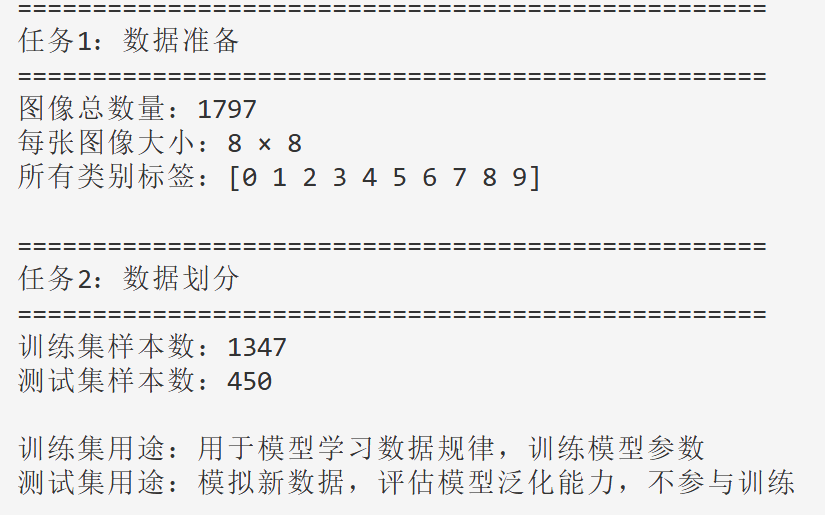 ==================================================
任务1：数据准备
==================================================
图像总数量：1797
每张图像大小：8 × 8
所有类别标签：[0 1 2 3 4 5 6 7 8 9]
==================================================
任务2：数据划分
==================================================
训练集样本数：1347
测试集样本数：450
训练集用途：用于模型学习数据规律，训练模型参数
测试集用途：模拟新数据，评估模型泛化能力，不参与训练